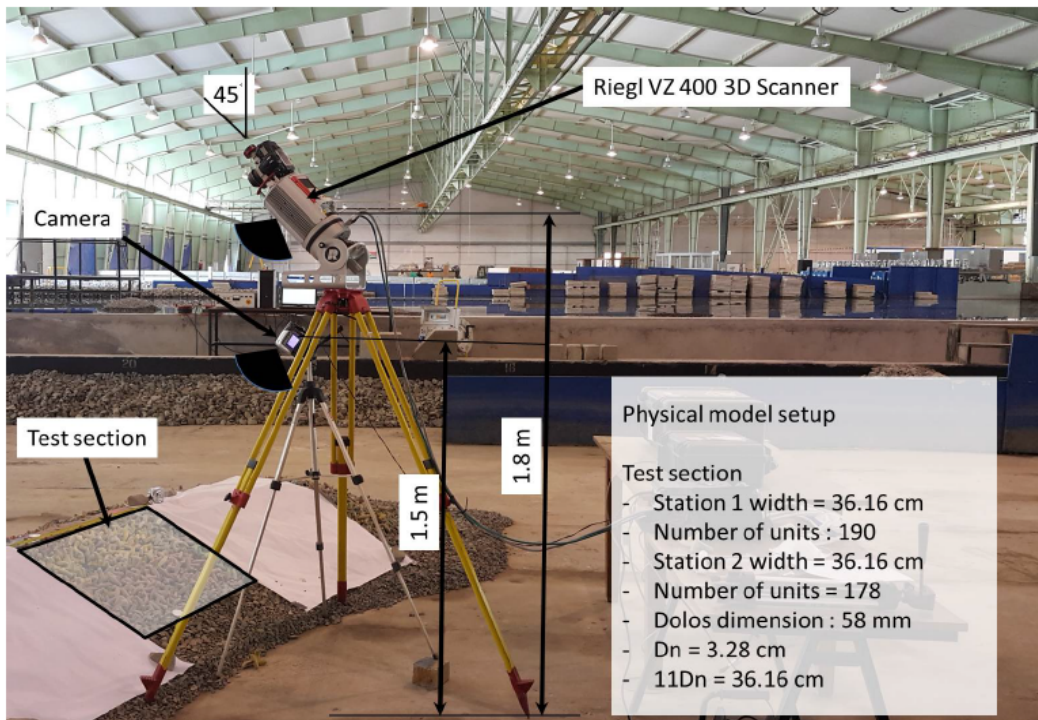 45°
Riegl VZ 400 3D Scanner
Camera
Test section
1.5 m
1.8 m
20
18
Physical model setup
Test section
- Station 1 width = 36.16 cm
- Number of units : 190
- Station 2 width = 36.16 cm
- Number of units = 178
- Dolos dimension : 58 mm
- Dn = 3.28 cm
- 11Dn = 36.16 cm